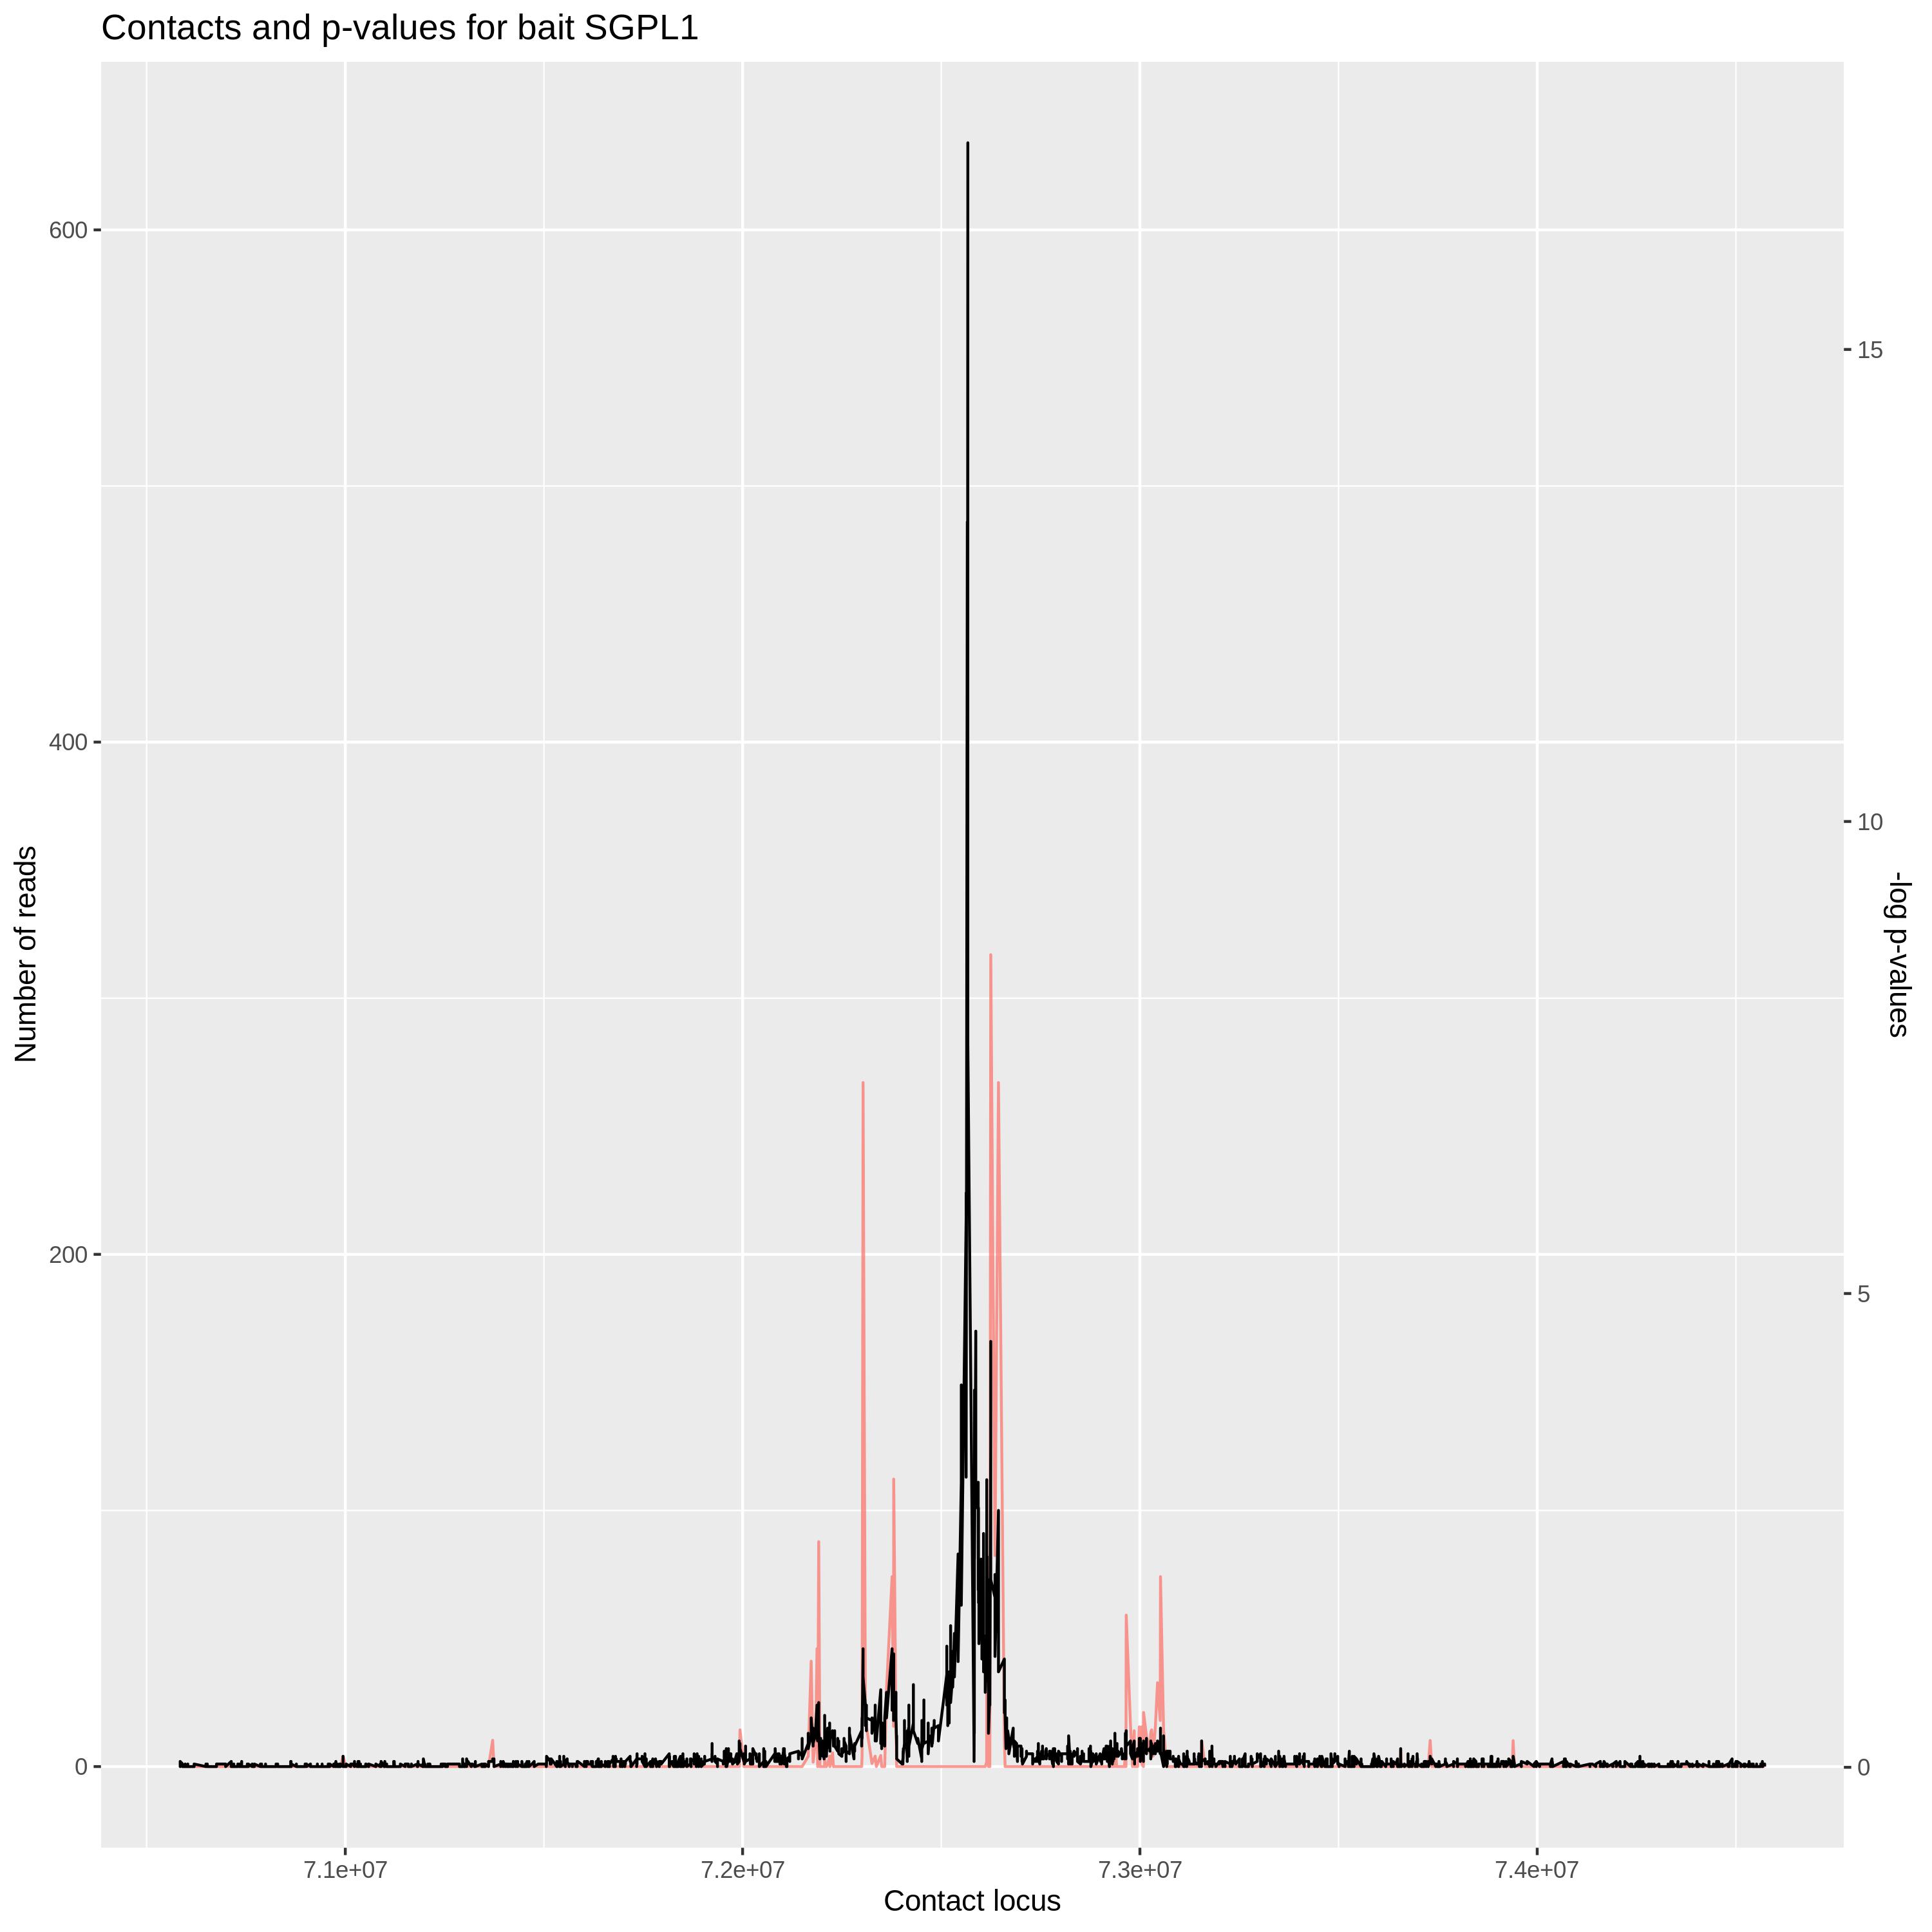 Contacts and p-values for bait SGPL1
600
400
200
0
Number of reads
15
10
5
0
-log p-values
7.1e+07
7.2e+07
7.3e+07
7.4e+07
Contact locus